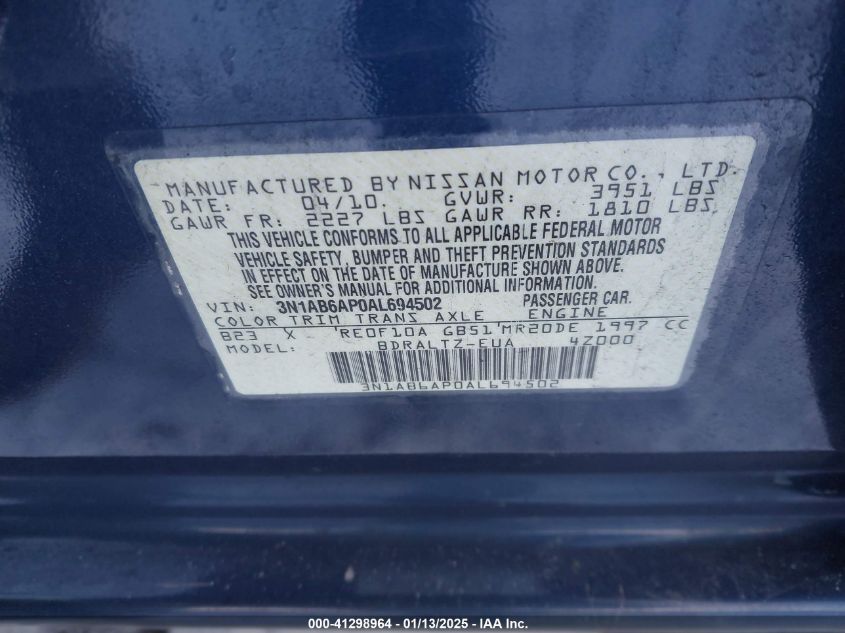 MANUFACTURED BY NISSAN MOTOR CO., LTD.
DATE: 04/10. GVWR: 3951 LBS
GAWR FR: 2227 LBS GAWR RR: 1810 LBS.
THIS VEHICLE CONFORMS TO ALL APPLICABLE FEDERAL MOTOR
VEHICLE SAFETY, BUMPER AND THEFT PREVENTION STANDARDS
IN EFFECT ON THE DATE OF MANUFACTURE SHOWN ABOVE.
SEE OWNER'S MANUAL FOR ADDITIONAL INFORMATION.
VIN: 3N1AB6AP0AL694502 PASSENGER CAR.
COLOR TRIM TRANS AXLE ENGINE
B23 X RE0F10A GB51 MR20DE 1997 CC
MODEL: BDRALTZ-EUA 4Z000
3N1AB6AP0AL694502
000-41298964 - 01/13/2025 - IAA Inc.